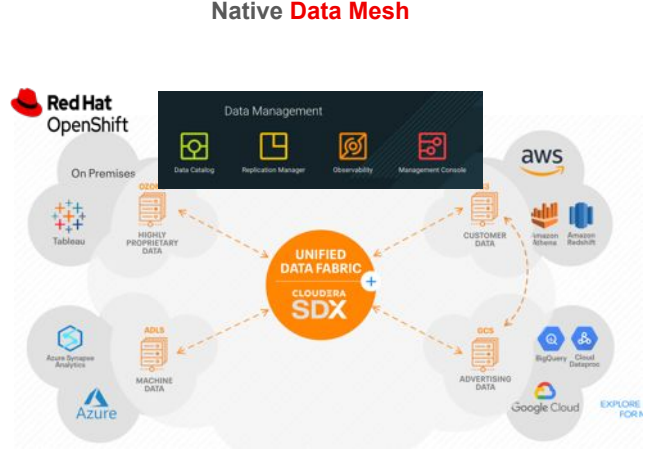 Native Data Mesh
Red Hat
OpenShift
Data Management
Data Catalog
Replication Manager
Observability
Management Console
On Premises
OZONE
HIGHLY
PROPRIETARY
DATA
Tableau
aws
CUSTOMER
DATA
Amazon
Athena
Amazon
Redshift
UNIFIED
DATA FABRIC
CLOUDERA
SDX
ADLS
MACHINE
DATA
Azure Synapse
Analytics
Azure
GCS
ADVERTISING
DATA
BigQuery
Cloud
Dataproc
Google Cloud
EXPLORE
FOR